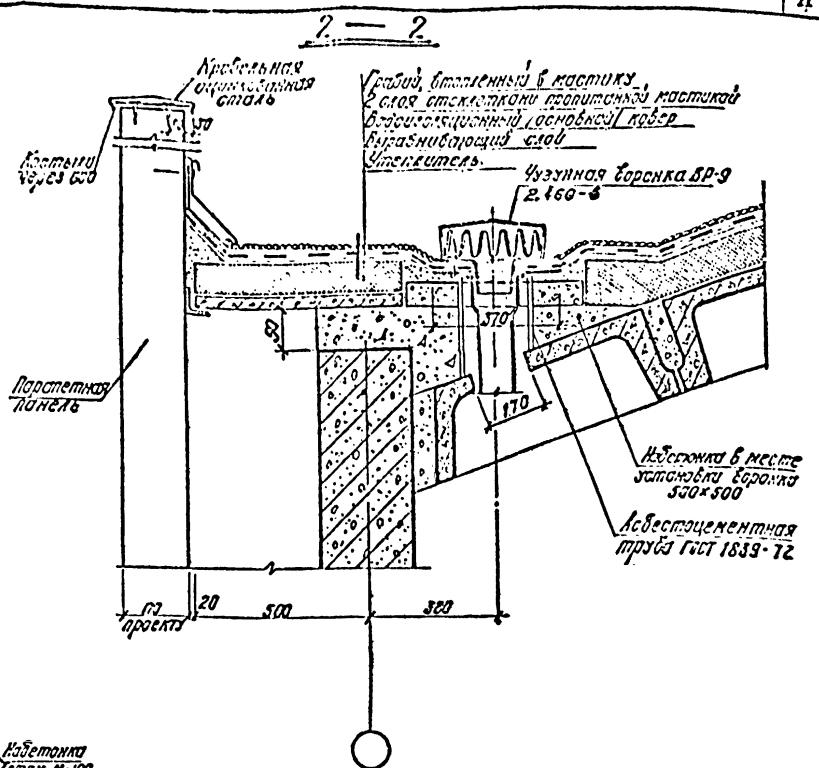 2 — 2
Кровельная
оцинкованная
сталь
Гравий, втопленный в мастику
2 слоя стеклоткани пропитанной мастикой
Водоизоляционный /основной/ ковер
Выравнивающий слой
Утеплитель
Чугунная воронка ВР-9
2.460-
Костыли
через 600
370
170
Парапетная
панель
Набетонка в месте
установки воронки
500×500
Асбестоцементная
труба ГОСТ 1839-72
20
500
380
по
проекту
Набетонка